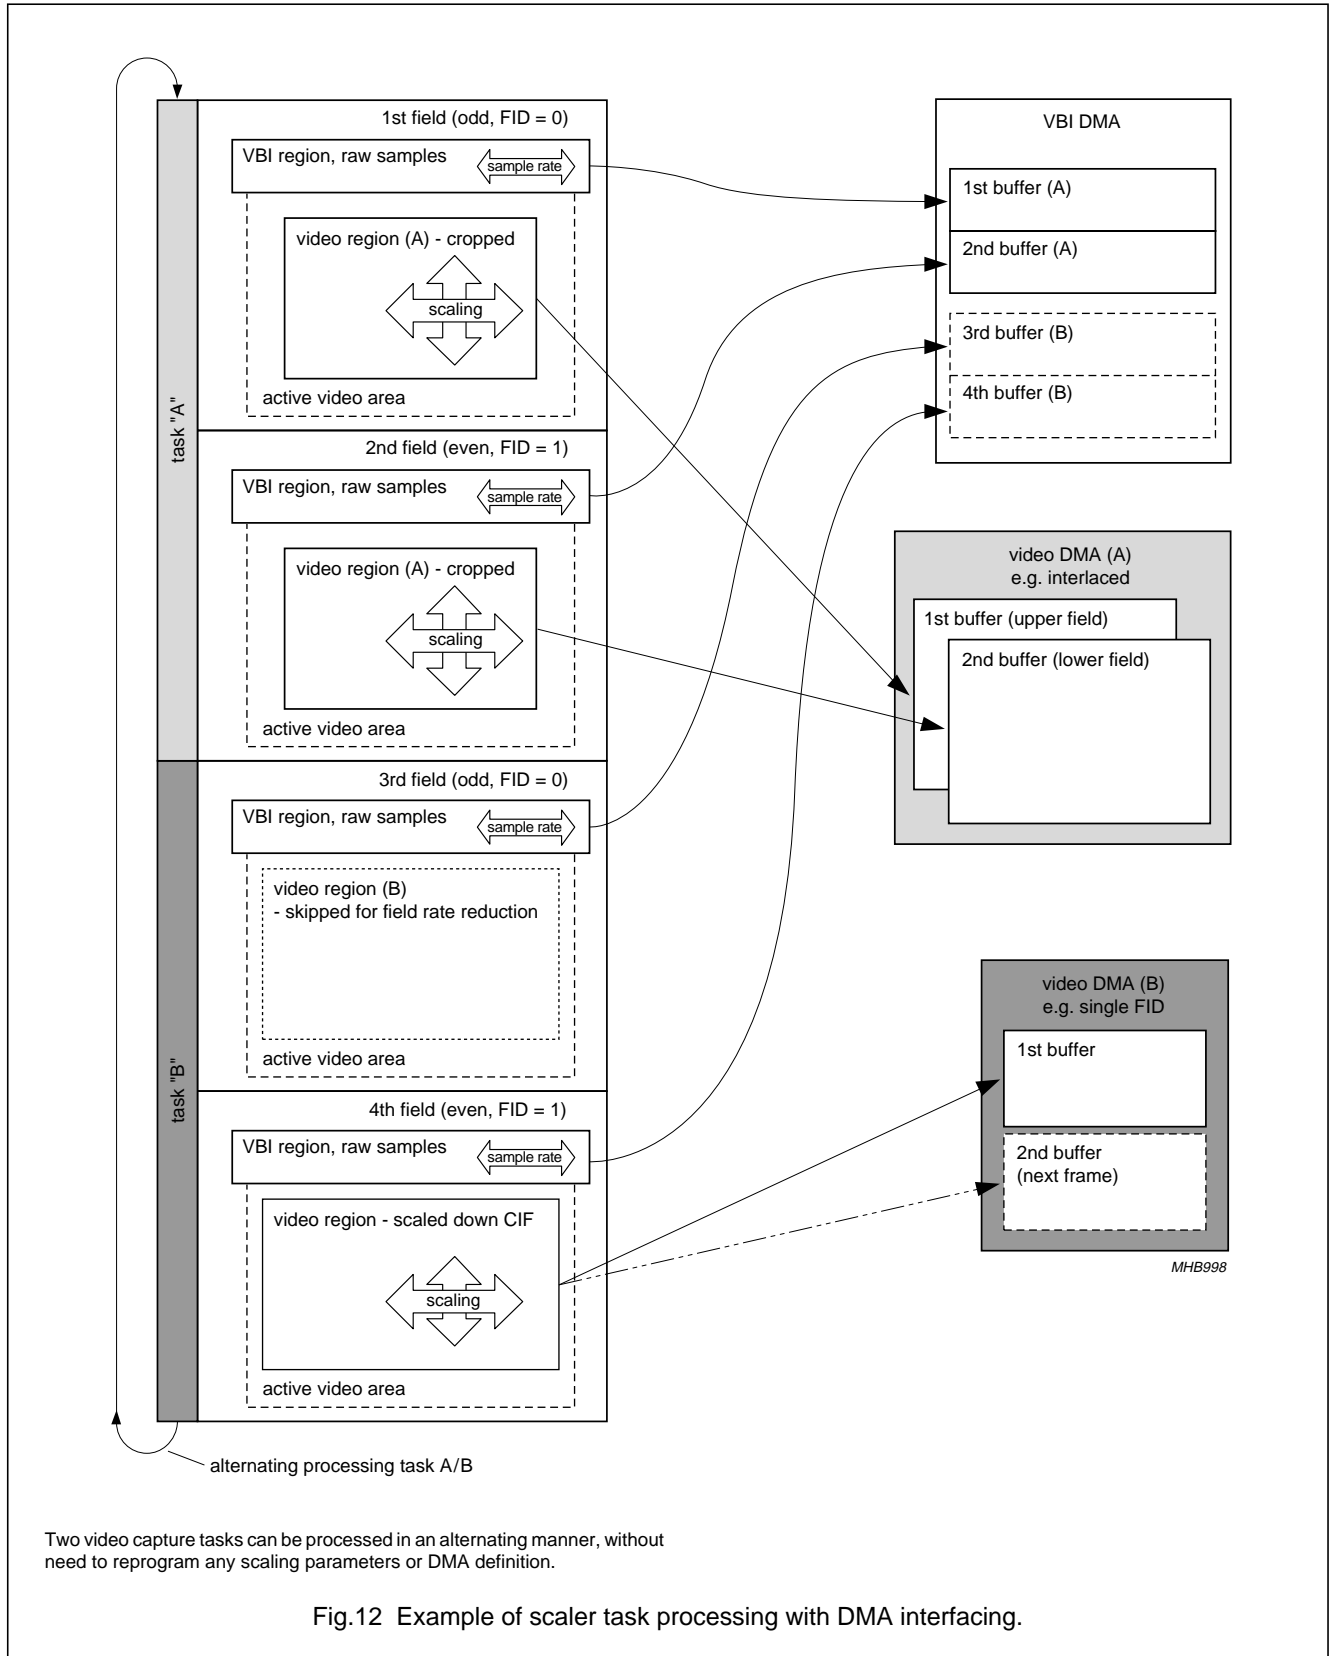 1st field (odd, FID = 0)
VBI region, raw samples
sample rate
video region (A) - cropped
scaling
active video area
task "A"
2nd field (even, FID = 1)
VBI region, raw samples
sample rate
video region (A) - cropped
scaling
active video area
3rd field (odd, FID = 0)
VBI region, raw samples
sample rate
video region (B)
- skipped for field rate reduction
active video area
task "B"
4th field (even, FID = 1)
VBI region, raw samples
sample rate
video region - scaled down CIF
scaling
active video area
alternating processing task A/B
VBI DMA
1st buffer (A)
2nd buffer (A)
3rd buffer (B)
4th buffer (B)
video DMA (A)
e.g. interlaced
1st buffer (upper field)
2nd buffer (lower field)
video DMA (B)
e.g. single FID
1st buffer
2nd buffer
(next frame)
MHB998
Two video capture tasks can be processed in an alternating manner, without
need to reprogram any scaling parameters or DMA definition.
Fig.12 Example of scaler task processing with DMA interfacing.